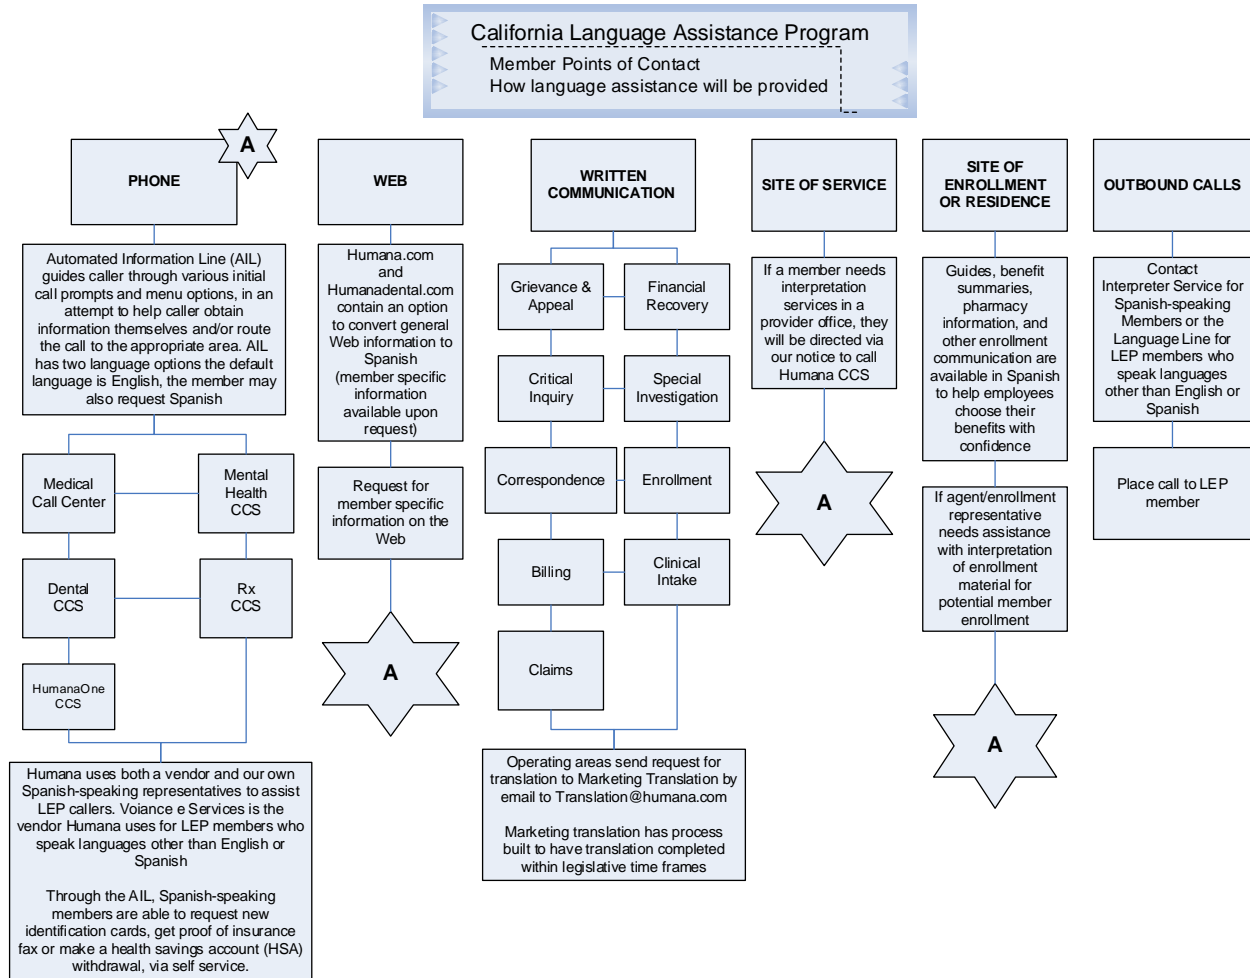 California Language Assistance Program
Member Points of Contact
How language assistance will be provided
A
PHONE
Automated Information Line (AIL)
guides caller through various initial
call prompts and menu options, in an
attempt to help caller obtain
information themselves and/or route
the call to the appropriate area. AIL
has two language options the default
language is English, the member may
also request Spanish
Medical
Call Center
Mental
Health
CCS
Dental
CCS
Rx
CCS
HumanaOne
CCS
Humana uses both a vendor and our own
Spanish-speaking representatives to assist
LEP callers. Voiance e Services is the
vendor Humana uses for LEP members who
speak languages other than English or
Spanish
Through the AIL, Spanish-speaking
members are able to request new
identification cards, get proof of insurance
fax or make a health savings account (HSA)
withdrawal, via self service.
WEB
Humana.com
and
Humanadental.com
contain an option
to convert general
Web information to
Spanish
(member specific
information
available upon
request)
Request for
member specific
information on the
Web
A
WRITTEN
COMMUNICATION
Grievance &
Appeal
Financial
Recovery
Critical
Inquiry
Special
Investigation
Correspondence
Enrollment
Billing
Clinical
Intake
Claims
Operating areas send request for
translation to Marketing Translation by
email to Translation@humana.com
Marketing translation has process
built to have translation completed
within legislative time frames
SITE OF SERVICE
If a member needs
interpretation
services in a
provider office, they
will be directed via
our notice to call
Humana CCS
A
SITE OF
ENROLLMENT
OR RESIDENCE
Guides, benefit
summaries,
pharmacy
information, and
other enrollment
communication are
available in Spanish
to help employees
choose their
benefits with
confidence
If agent/enrollment
representative
needs assistance
with interpretation
of enrollment
material for
potential member
enrollment
A
OUTBOUND CALLS
Contact
Interpreter Service for
Spanish-speaking
Members or the
Language Line for
LEP members who
speak languages
other than English or
Spanish
Place call to LEP
member